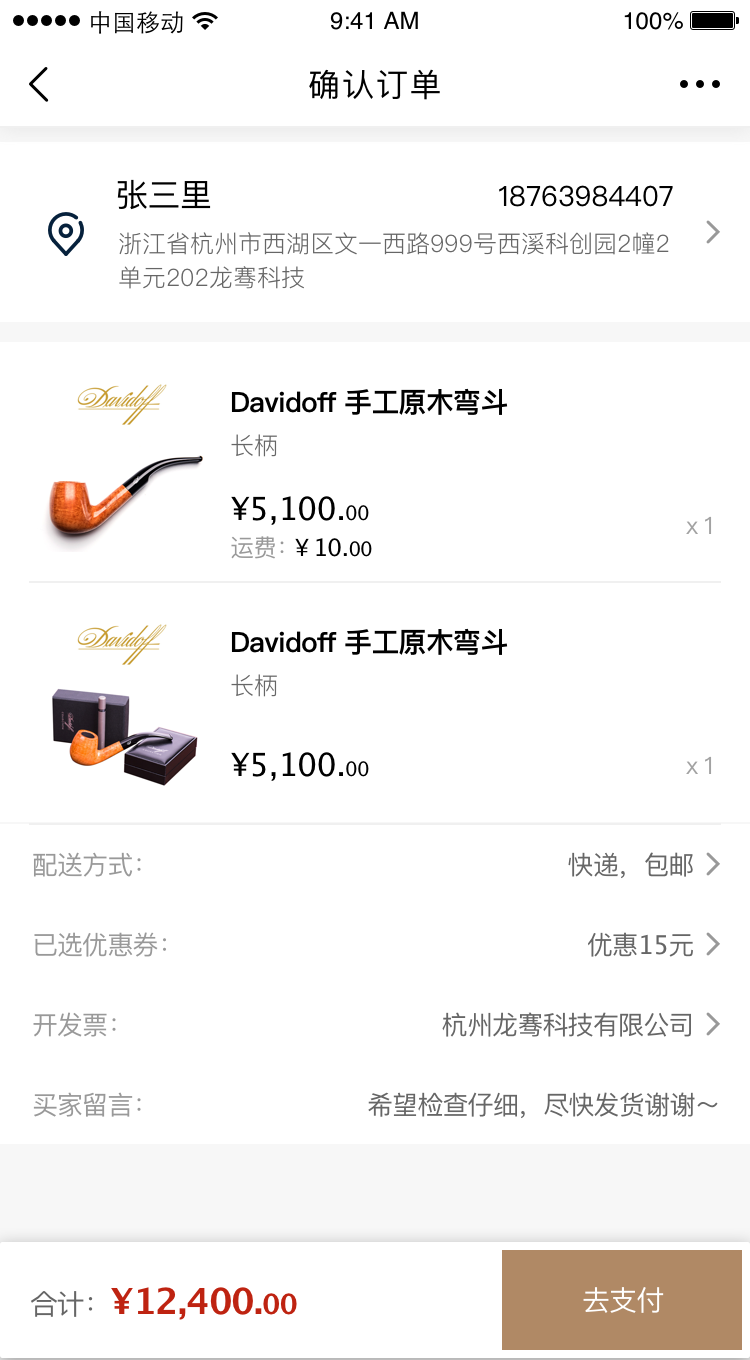 中国移动 9:41 AM 100%
确认订单
张三里 18763984407
浙江省杭州市西湖区文一西路999号西溪科创园2幢2
单元202龙骞科技
Davidoff
Davidoff 手工原木弯斗
长柄
¥5,100.00
x 1
运费：¥ 10.00
Davidoff
Davidoff 手工原木弯斗
长柄
¥5,100.00
x 1
配送方式： 快递，包邮
已选优惠券： 优惠15元
开发票： 杭州龙骞科技有限公司
买家留言： 希望检查仔细，尽快发货谢谢～
合计：¥12,400.00
去支付